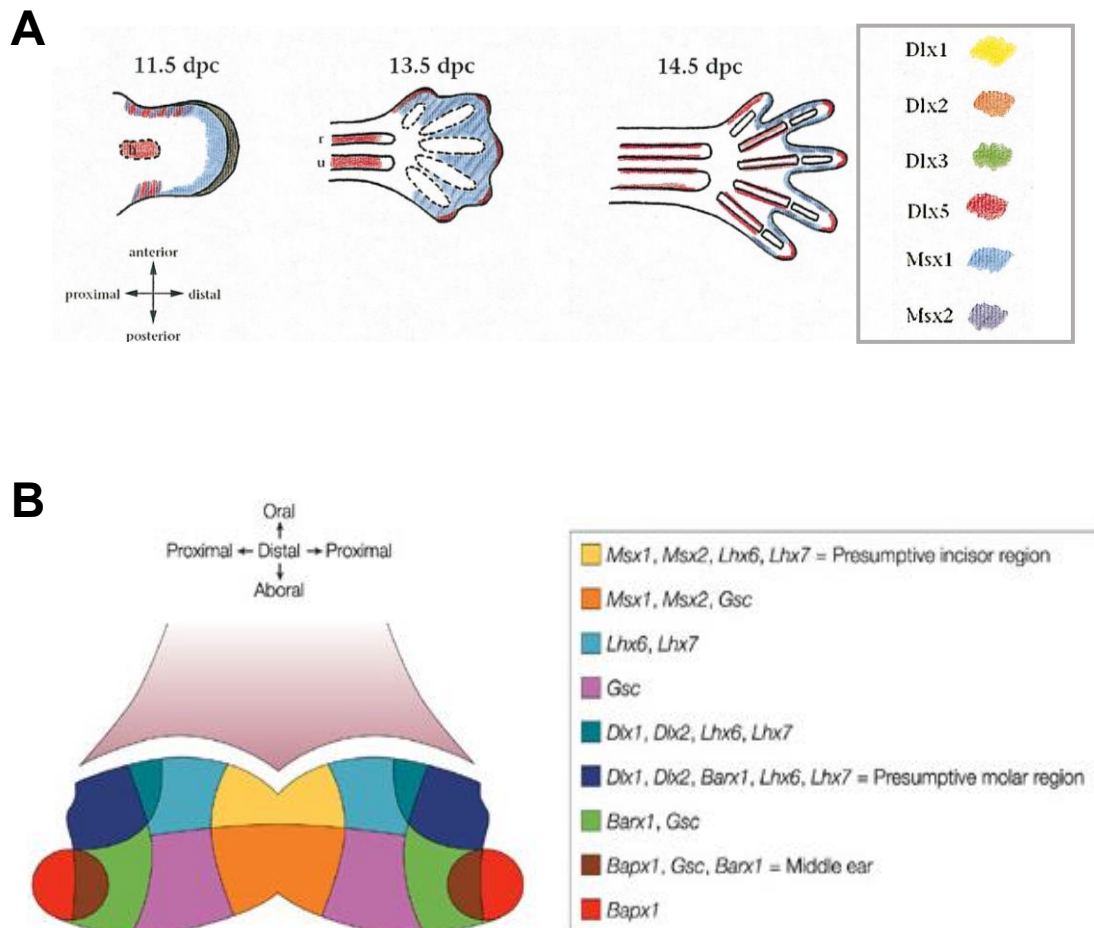 A
11.5 dpc
13.5 dpc
14.5 dpc
h
r
u
anterior
proximal distal
posterior
Dlx1
Dlx2
Dlx3
Dlx5
Msx1
Msx2
B
Oral
Proximal Distal Proximal
Aboral
Msx1, Msx2, Lhx6, Lhx7 = Presumptive incisor region
Msx1, Msx2, Gsc
Lhx6, Lhx7
Gsc
Dlx1, Dlx2, Lhx6, Lhx7
Dlx1, Dlx2, Barx1, Lhx6, Lhx7 = Presumptive molar region
Barx1, Gsc
Bapx1, Gsc, Barx1 = Middle ear
Bapx1